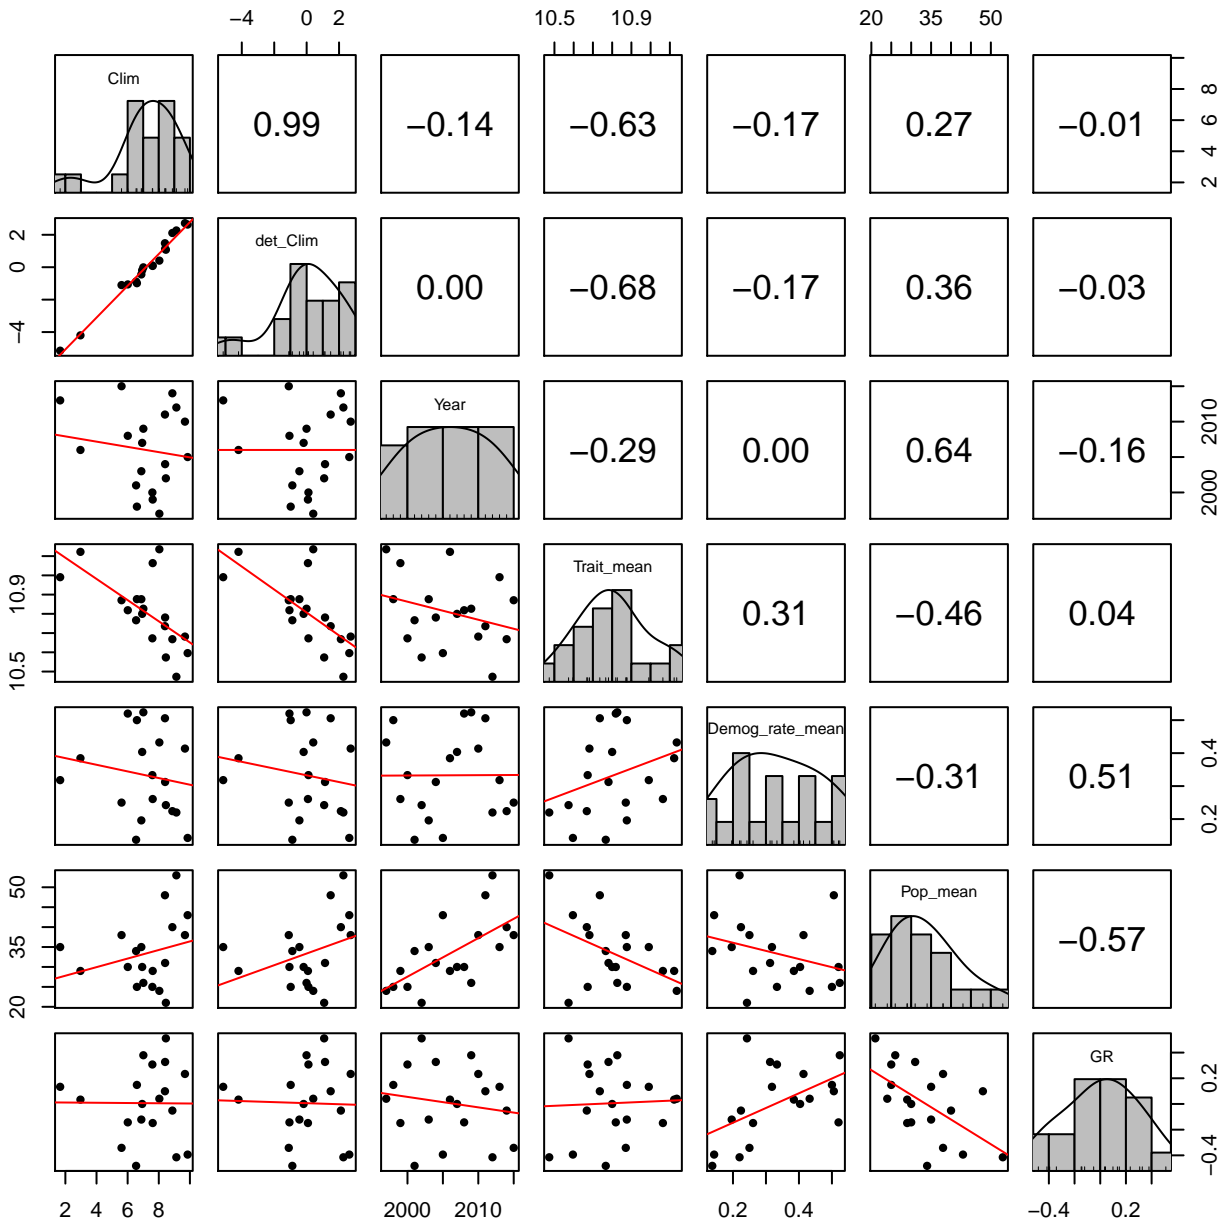 −4 0 2 10.5 10.9 20 35 50
Clim 0.99 −0.14 −0.63 −0.17 0.27 −0.01 2 4 6 8
−4 0 2 det_Clim 0.00 −0.68 −0.17 0.36 −0.03
Year −0.29 0.00 0.64 −0.16 2000 2010
10.5 10.9 Trait_mean 0.31 −0.46 0.04
Demog_rate_mean −0.31 0.51 0.2 0.4
20 35 50 Pop_mean −0.57
GR −0.4 0.2
2 4 6 8 2000 2010 0.2 0.4 −0.4 0.2